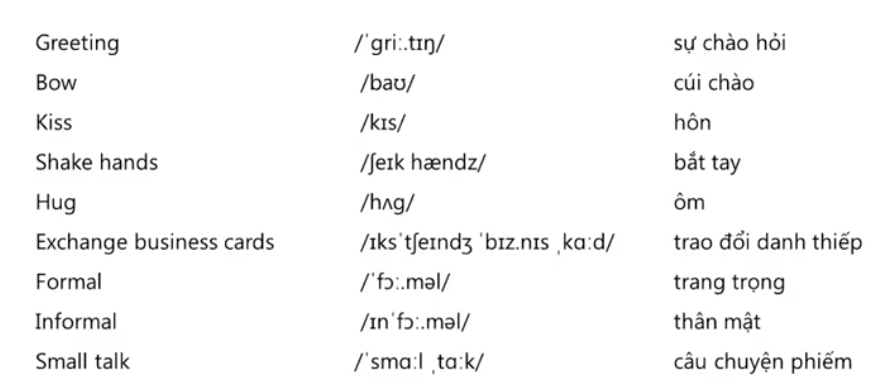 Greeting /ˈɡriː.tɪŋ/ sự chào hỏi
Bow /baʊ/ cúi chào
Kiss /kɪs/ hôn
Shake hands /ʃeɪk hændz/ bắt tay
Hug /hʌɡ/ ôm
Exchange business cards /ɪksˈtʃeɪndʒ ˈbɪz.nɪs ˌkɑːd/ trao đổi danh thiếp
Formal /ˈfɔː.məl/ trang trọng
Informal /ɪnˈfɔː.məl/ thân mật
Small talk /ˈsmɑːl ˌtɑːk/ câu chuyện phiếm